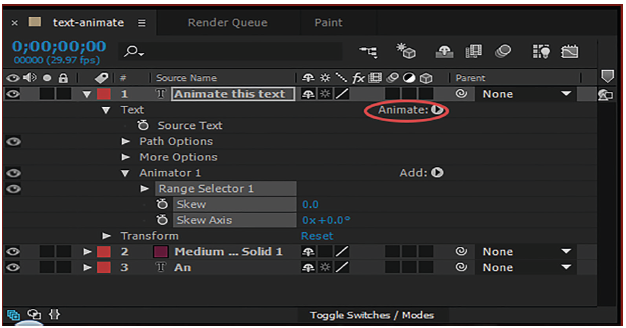 × text-animate ≡ Render Queue Paint
0;00;00;00
00000 (29.97 fps)
# Source Name fx Parent
1 T Animate this text None
Text Animate:
Source Text
Path Options
More Options
Animator 1 Add:
Range Selector 1
Skew 0.0
Skew Axis 0x+0.0°
Transform Reset
2 Medium ... Solid 1 None
3 T An None
Toggle Switches / Modes